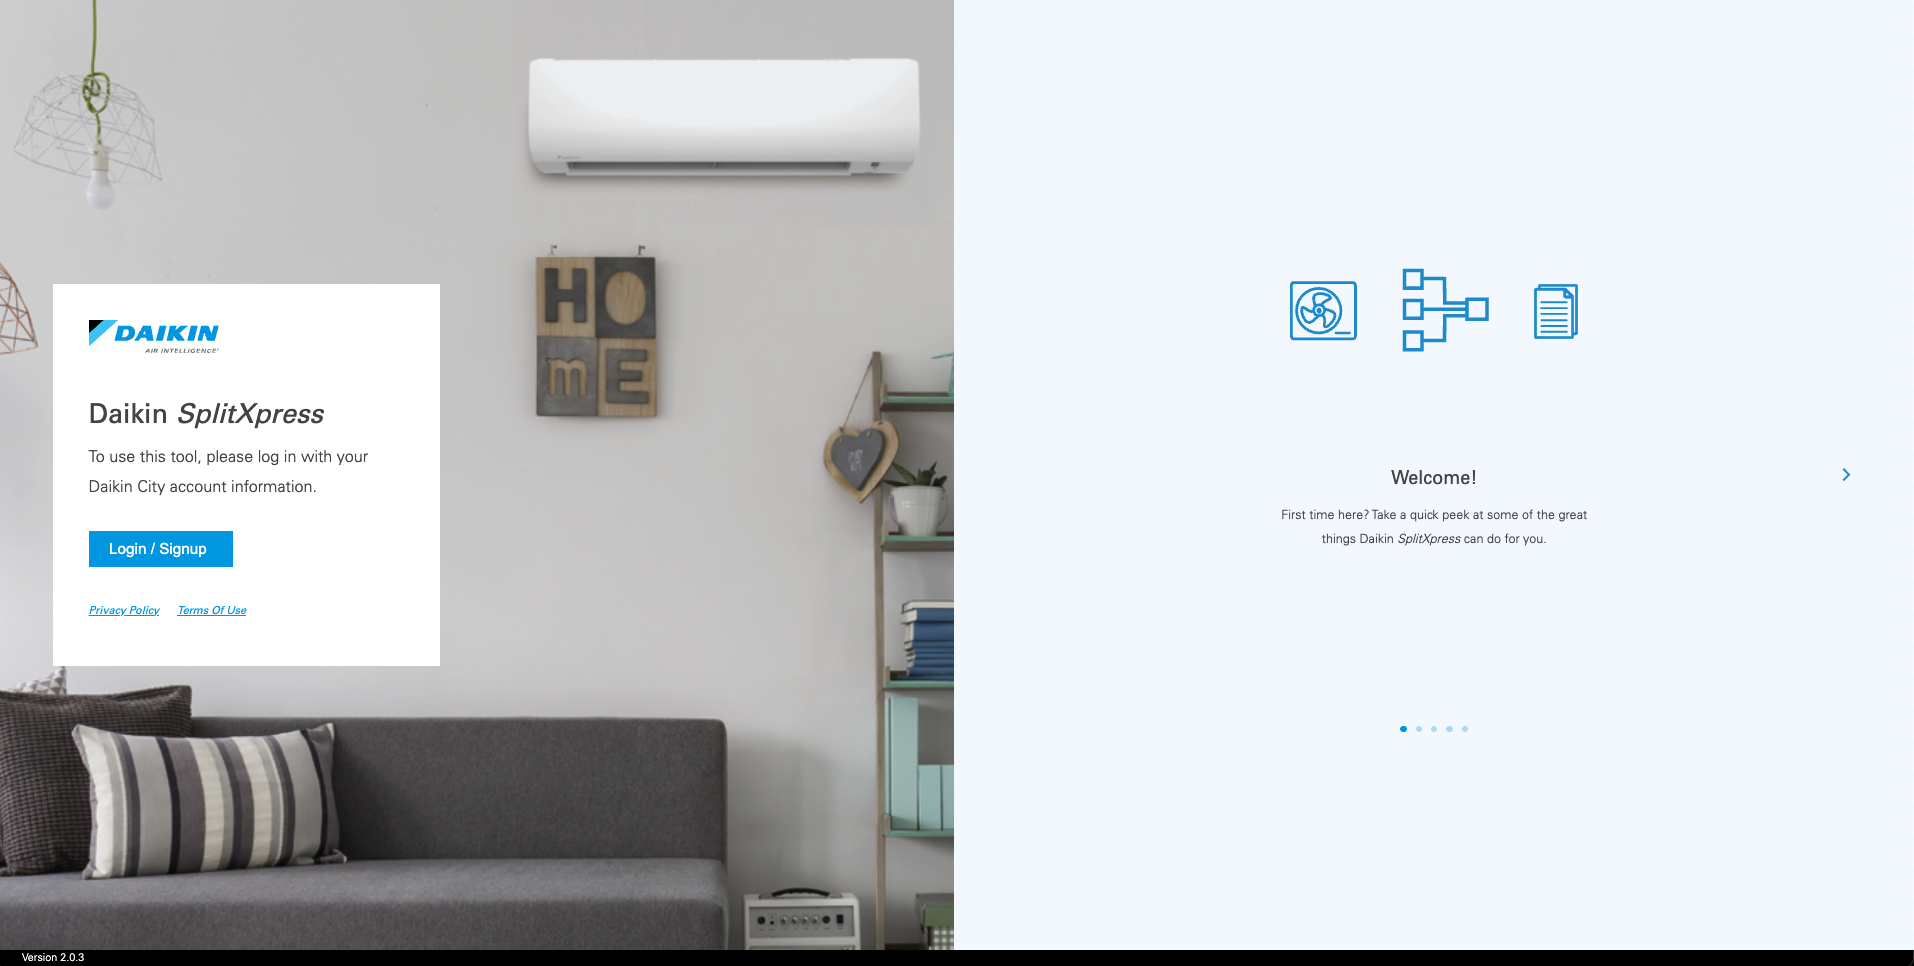 HO
mE
DAIKIN
AIR INTELLIGENCE
Daikin SplitXpress
To use this tool, please log in with your
Daikin City account information.
Login / Signup
Privacy Policy Terms Of Use
Welcome!
First time here? Take a quick peek at some of the great
things Daikin SplitXpress can do for you.
Version 2.0.3